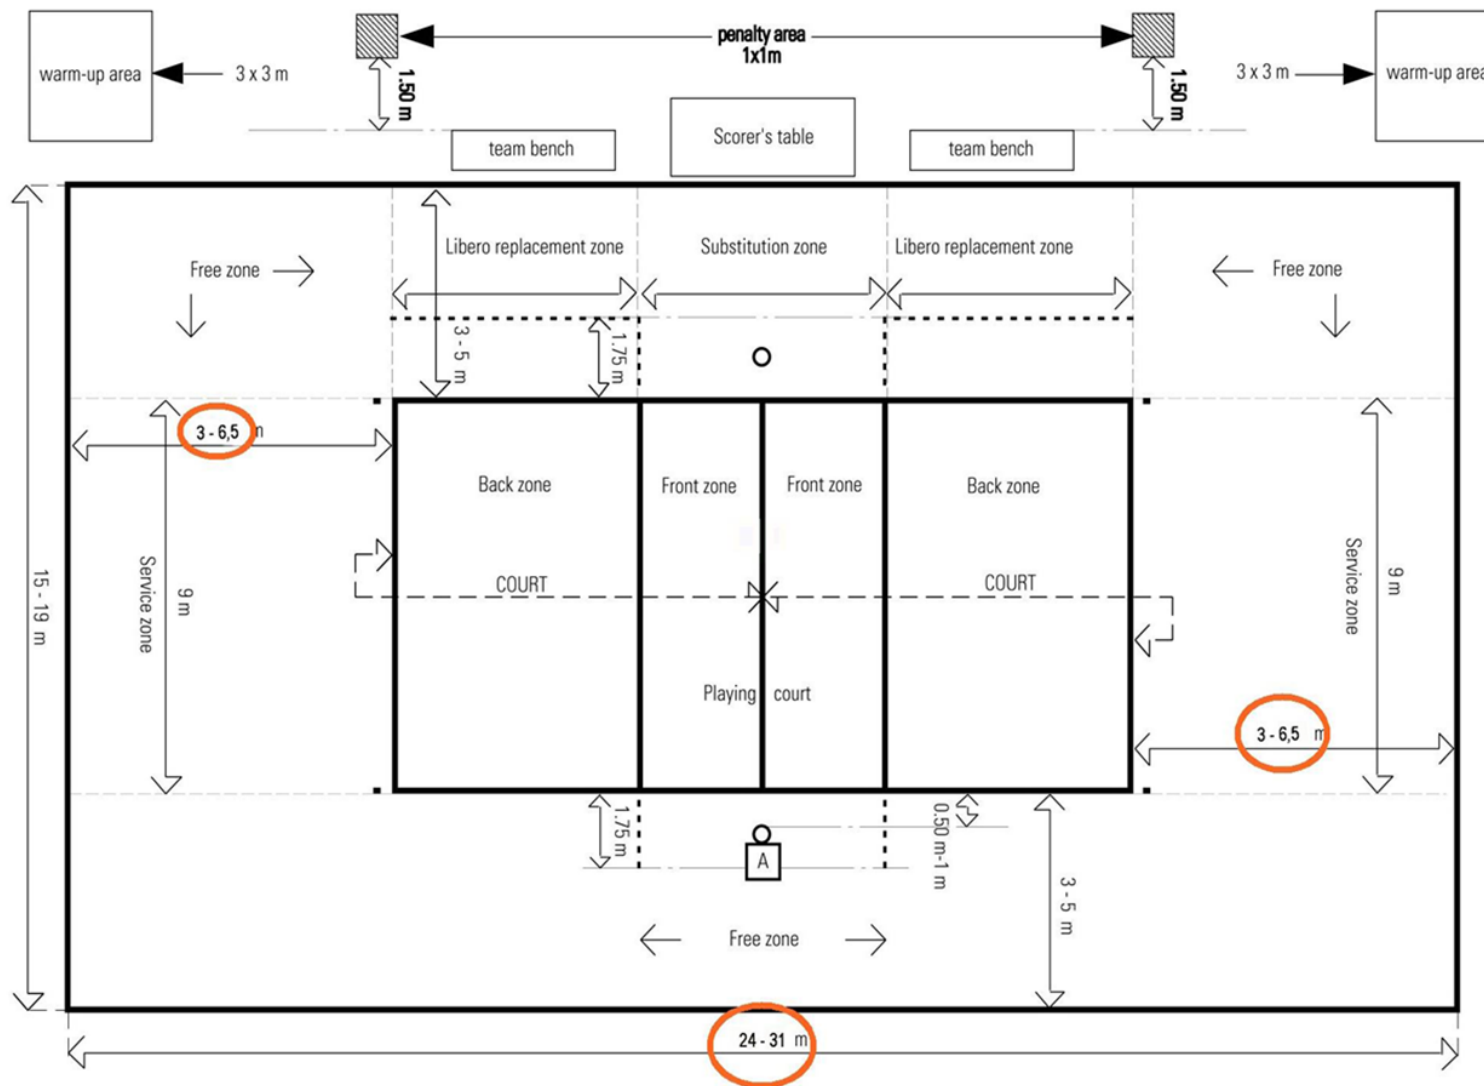 penalty area
1x1m
warm-up area
3 x 3 m
1.50 m
1.50 m
3 x 3 m
warm-up area
team bench
Scorer's table
team bench
Libero replacement zone
Substitution zone
Libero replacement zone
Free zone
Free zone
3 - 5 m
1.75 m
3 - 6,5 m
Back zone
Front zone
Front zone
Back zone
15 - 19 m
Service zone
9 m
COURT
COURT
Service zone
9 m
Playing court
3 - 6,5 m
1.75 m
A
0.50 m-1 m
3 - 5 m
Free zone
24 - 31 m